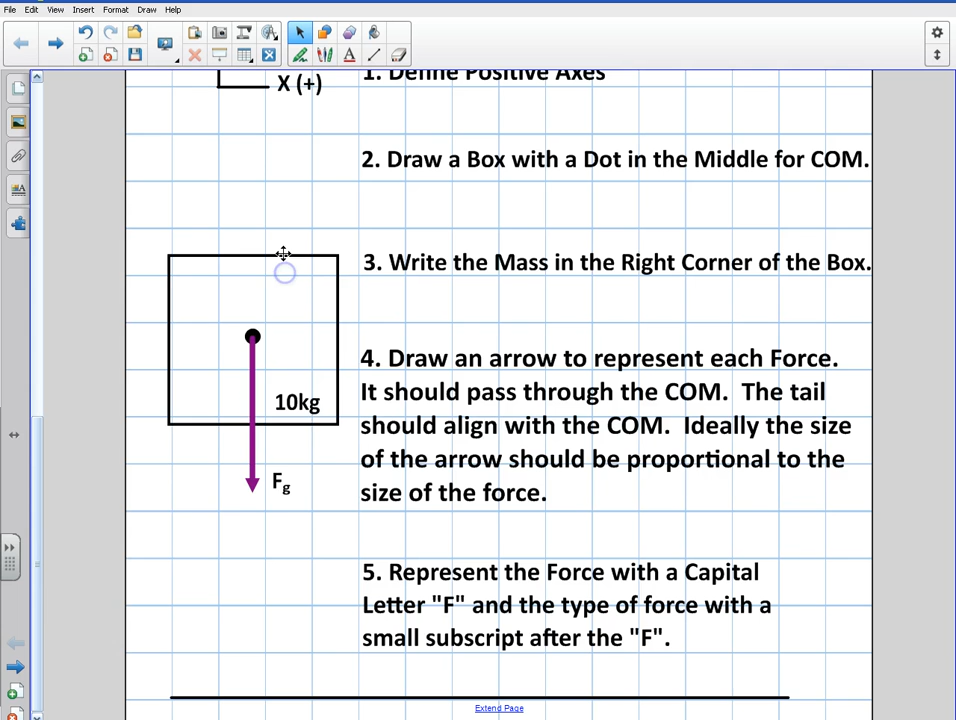 File Edit View Insert Format Draw Help
X (+)
1. Define Positive Axes
2. Draw a Box with a Dot in the Middle for COM.
3. Write the Mass in the Right Corner of the Box.
10kg
Fg
4. Draw an arrow to represent each Force.
It should pass through the COM. The tail
should align with the COM. Ideally the size
of the arrow should be proportional to the
size of the force.
5. Represent the Force with a Capital
Letter "F" and the type of force with a
small subscript after the "F".
Extend Page